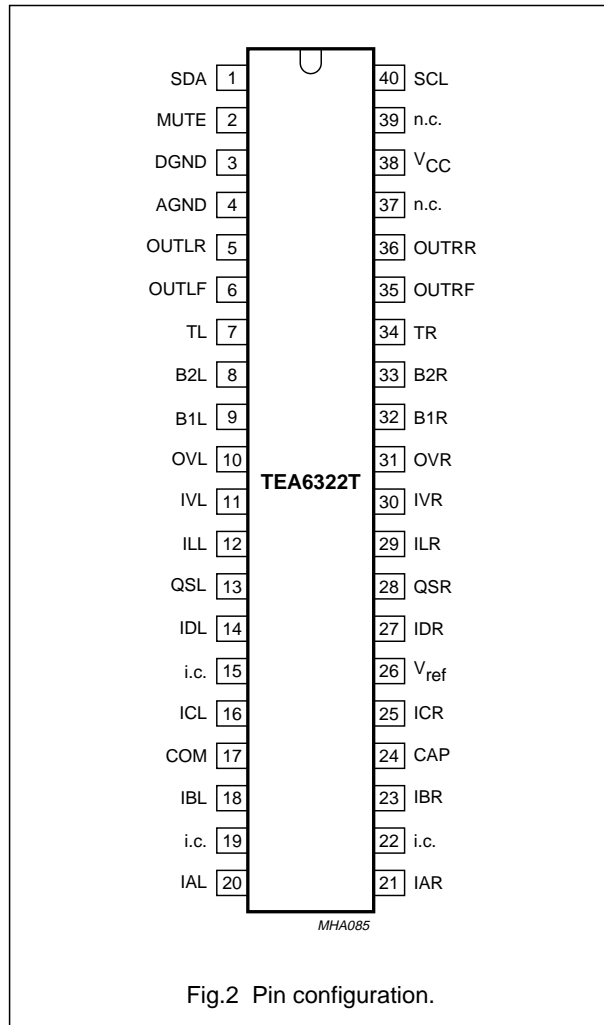 SDA 1 40 SCL
MUTE 2 39 n.c.
DGND 3 38 VCC
AGND 4 37 n.c.
OUTLR 5 36 OUTRR
OUTLF 6 35 OUTRF
TL 7 34 TR
B2L 8 33 B2R
B1L 9 32 B1R
OVL 10 31 OVR
TEA6322T
IVL 11 30 IVR
ILL 12 29 ILR
QSL 13 28 QSR
IDL 14 27 IDR
i.c. 15 26 Vref
ICL 16 25 ICR
COM 17 24 CAP
IBL 18 23 IBR
i.c. 19 22 i.c.
IAL 20 21 IAR
MHA085
Fig.2 Pin configuration.